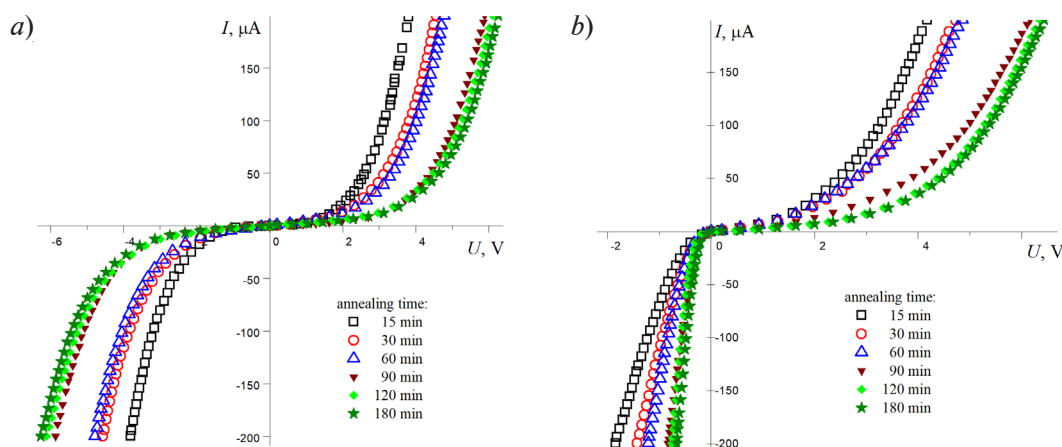 a)
I, μA
150
100
50
-6
-4
2
4
U, V
-50
-100
-150
-200
annealing time:
15 min
30 min
60 min
90 min
120 min
180 min
b)
I, μA
150
100
50
-2
-1
0
2
4
U, V
-50
-100
-150
-200
annealing time:
15 min
30 min
60 min
90 min
120 min
180 min